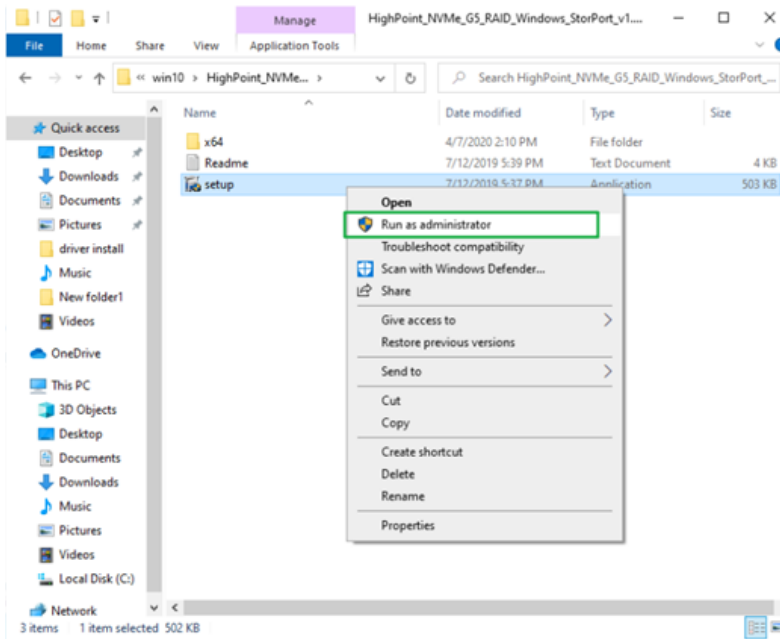 Manage
HighPoint_NVMe_G5_RAID_Windows_StorPort_v1....
File
Home
Share
View
Application Tools
« win10 > HighPoint_NVMe... >
Search HighPoint_NVMe_G5_RAID_Windows_StorPort_...
Name
Date modified
Type
Size
Quick access
Desktop
Downloads
Documents
Pictures
driver install
Music
New folder1
Videos
OneDrive
This PC
3D Objects
Desktop
Documents
Downloads
Music
Pictures
Videos
Local Disk (C:)
Network
x64
4/7/2020 2:10 PM
File folder
Readme
7/12/2019 5:39 PM
Text Document
4 KB
setup
7/12/2019 5:37 PM
Application
503 KB
Open
Run as administrator
Troubleshoot compatibility
Scan with Windows Defender...
Share
Give access to
Restore previous versions
Send to
Cut
Copy
Create shortcut
Delete
Rename
Properties
3 items
1 item selected 502 KB